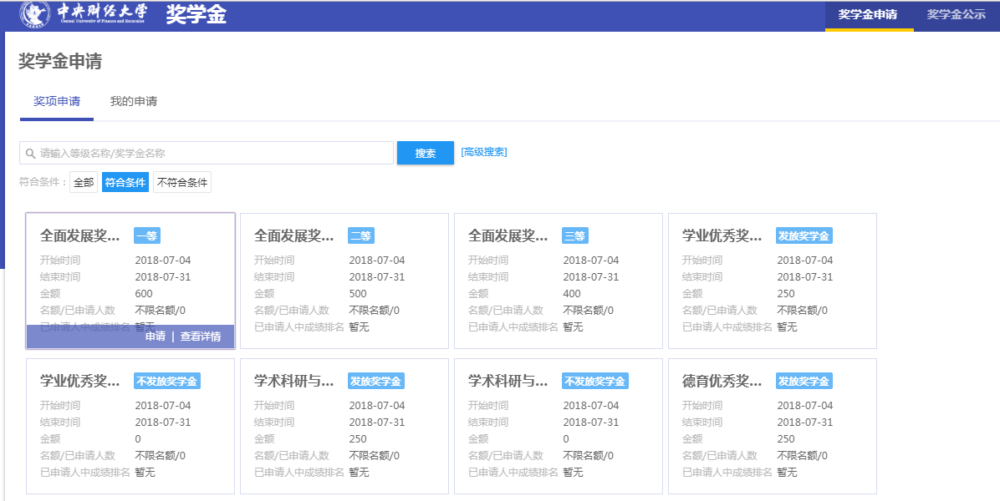 中央财经大学 奖学金 奖学金申请 奖学金公示
Central University of Finance and Economics
奖学金申请
奖项申请 我的申请
请输入等级名称/奖学金名称 搜索 [高级搜索]
符合条件： 全部 符合条件 不符合条件
全面发展奖... 一等
开始时间 2018-07-04
结束时间 2018-07-31
金额 600
名额/已申请人数 不限名额/0
已申请人中成绩排名 暂无
申请 | 查看详情
全面发展奖... 二等
开始时间 2018-07-04
结束时间 2018-07-31
金额 500
名额/已申请人数 不限名额/0
已申请人中成绩排名 暂无
全面发展奖... 三等
开始时间 2018-07-04
结束时间 2018-07-31
金额 400
名额/已申请人数 不限名额/0
已申请人中成绩排名 暂无
学业优秀奖... 发放奖学金
开始时间 2018-07-04
结束时间 2018-07-31
金额 250
名额/已申请人数 不限名额/0
已申请人中成绩排名 暂无
学业优秀奖... 不发放奖学金
开始时间 2018-07-04
结束时间 2018-07-31
金额 0
名额/已申请人数 不限名额/0
已申请人中成绩排名 暂无
学术科研与... 发放奖学金
开始时间 2018-07-04
结束时间 2018-07-31
金额 250
名额/已申请人数 不限名额/0
已申请人中成绩排名 暂无
学术科研与... 不发放奖学金
开始时间 2018-07-04
结束时间 2018-07-31
金额 0
名额/已申请人数 不限名额/0
已申请人中成绩排名 暂无
德育优秀奖... 发放奖学金
开始时间 2018-07-04
结束时间 2018-07-31
金额 250
名额/已申请人数 不限名额/0
已申请人中成绩排名 暂无